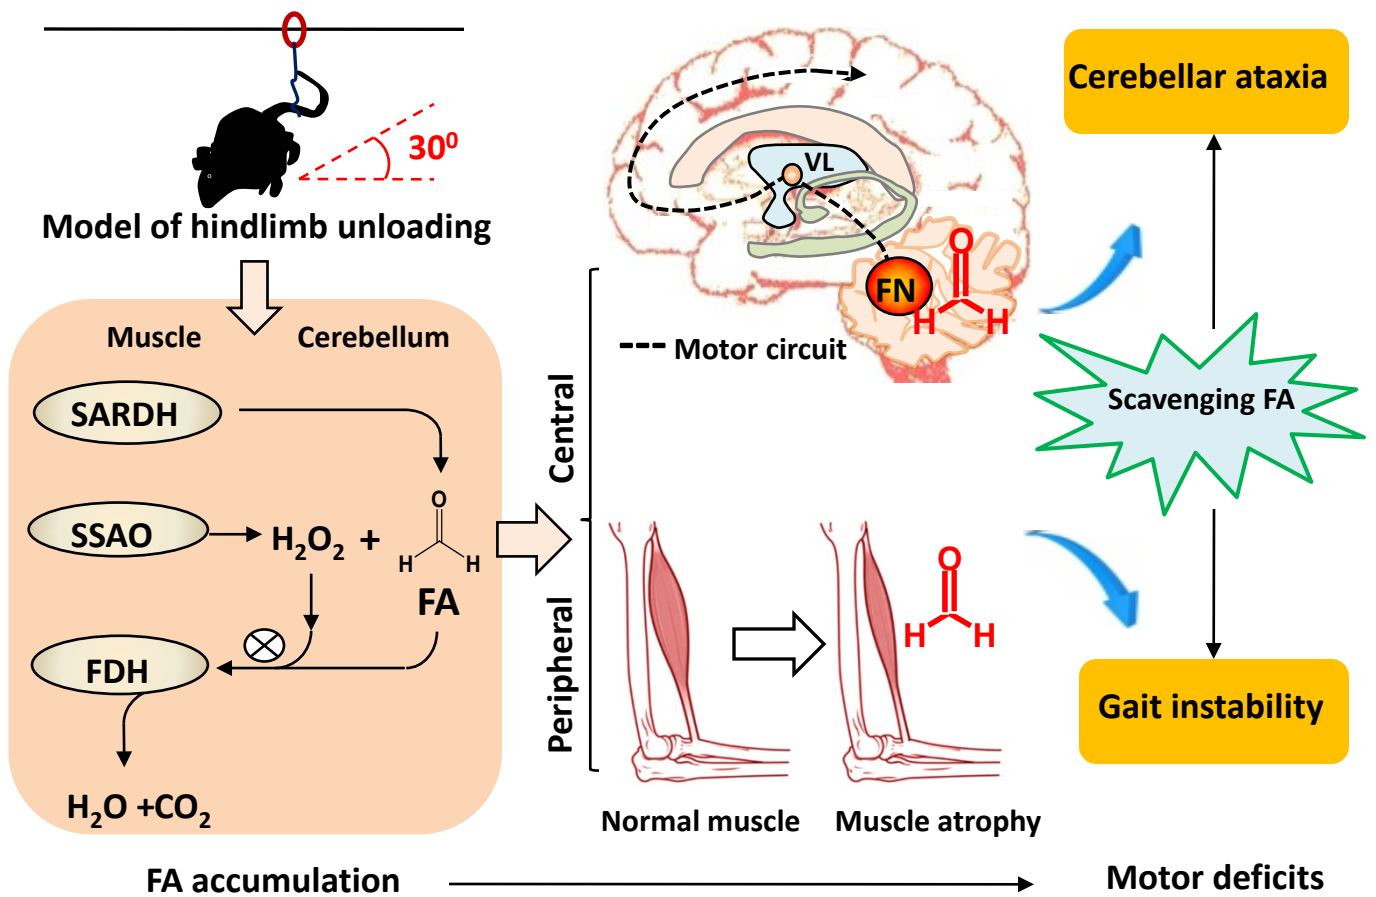 30⁰
Model of hindlimb unloading
Muscle
Cerebellum
SARDH
SSAO
H₂O₂ +
O
H
H
FA
FDH
H₂O +CO₂
FA accumulation
Central
Peripheral
VL
FN
O
H
H
Motor circuit
O
H
H
Normal muscle
Muscle atrophy
Cerebellar ataxia
Scavenging FA
Gait instability
Motor deficits